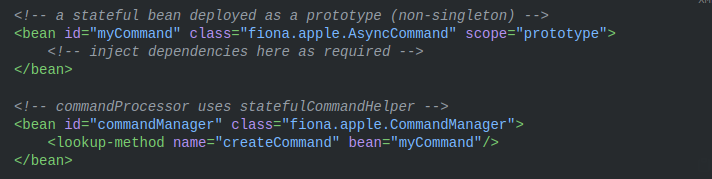 <!-- a stateful bean deployed as a prototype (non-singleton) -->
<bean id="myCommand" class="fiona.apple.AsyncCommand" scope="prototype">
    <!-- inject dependencies here as required -->
</bean>

<!-- commandProcessor uses statefulCommandHelper -->
<bean id="commandManager" class="fiona.apple.CommandManager">
    <lookup-method name="createCommand" bean="myCommand"/>
</bean>